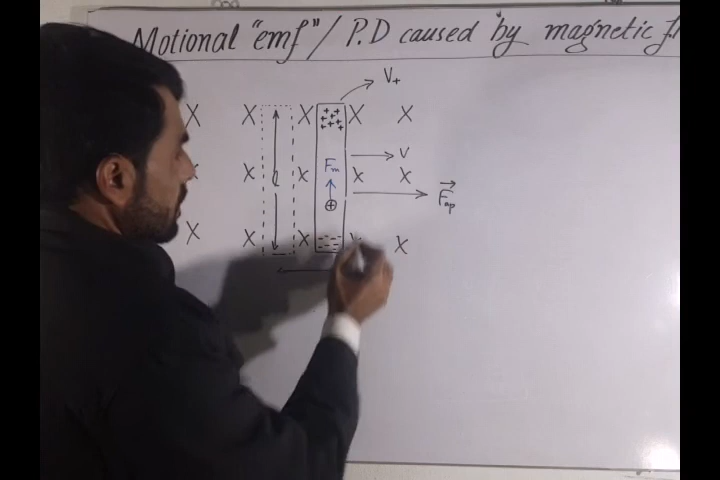 Motional "emf" / P.D caused by magnetic
V+
X X X X X
V
Fm
X X X X X
Fap
X X X X